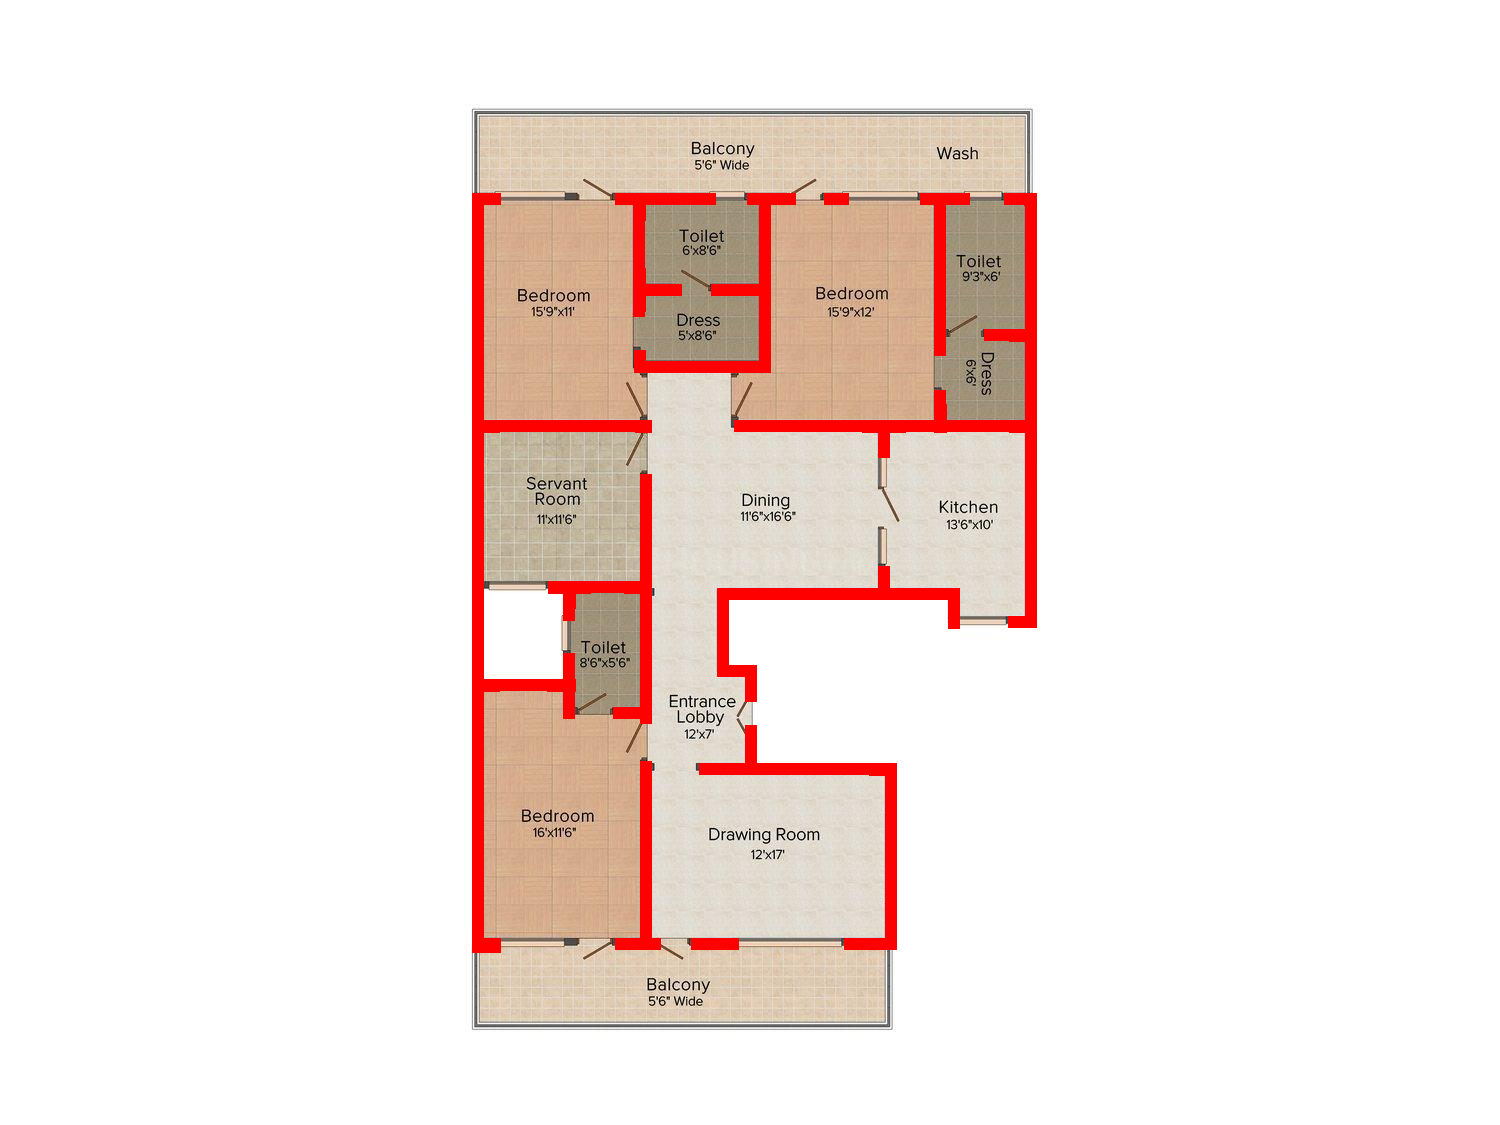 Balcony
5'6" Wide
Wash
Toilet
6'x8'6"
Toilet
9'3"x6'
Bedroom
15'9"x11'
Bedroom
15'9"x12'
Dress
5'x8'6"
Dress
6'x6'
Servant
Room
11'x11'6"
Dining
11'6"x16'6"
Kitchen
13'6"x10'
Toilet
8'6"x5'6"
Entrance
Lobby
12'x7'
Bedroom
16'x11'6"
Drawing Room
12'x17'
Balcony
5'6" Wide